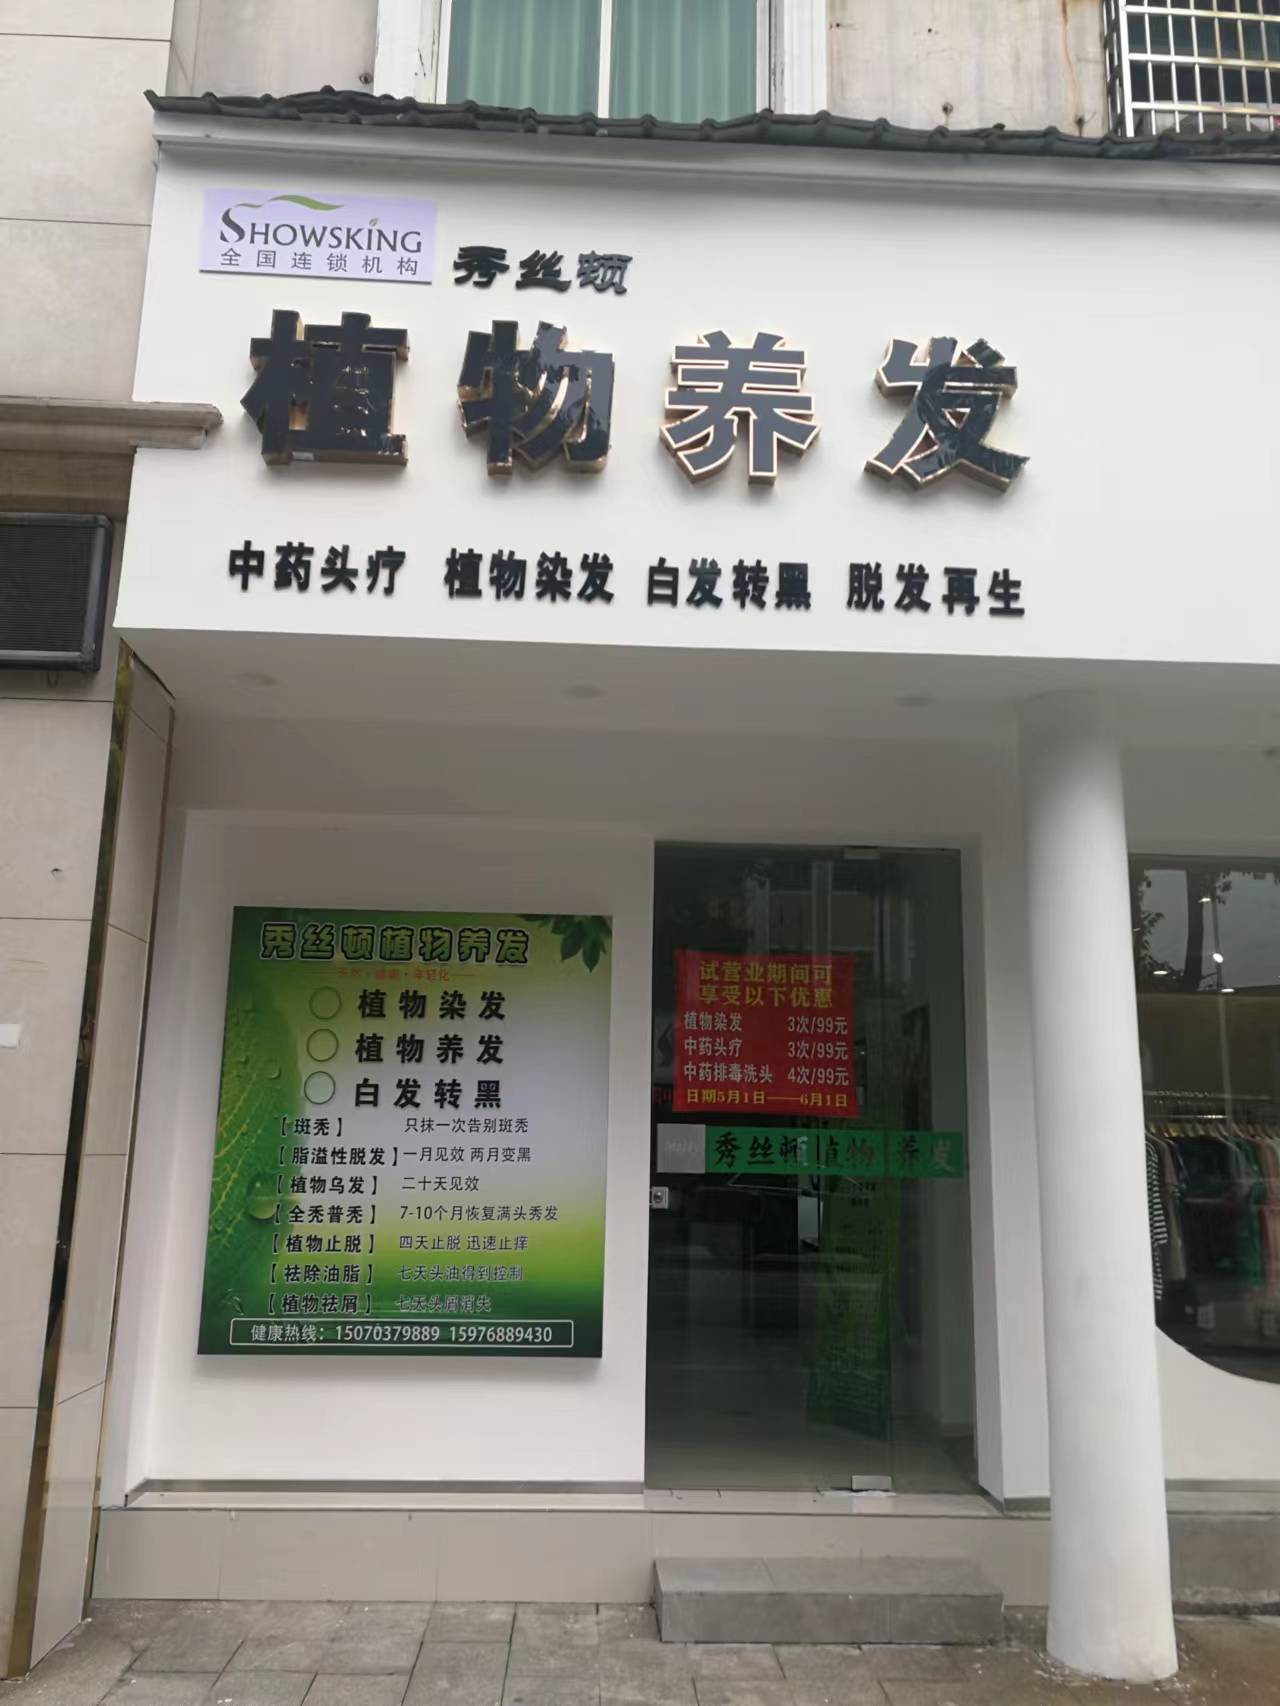 SHOWSKING
全国连锁机构
秀丝顿
植物养发
中药头疗 植物染发 白发转黑 脱发再生
秀丝顿植物养发
天然·健康·年轻化
植物染发
植物养发
白发转黑
【斑秃】 只抹一次告别斑秃
【脂溢性脱发】一月见效 两月变黑
【植物乌发】 二十天见效
【全秃普秃】 7-10个月恢复满头秀发
【植物止脱】 四天止脱 迅速止痒
【祛除油脂】 七天头油得到控制
【植物祛屑】 七天头屑消失
健康热线：15070379889 15976889430
试营业期间可
享受以下优惠
植物染发 3次/99元
中药头疗 3次/99元
中药排毒洗头 4次/99元
日期5月1日——6月1日
秀丝顿植物养发